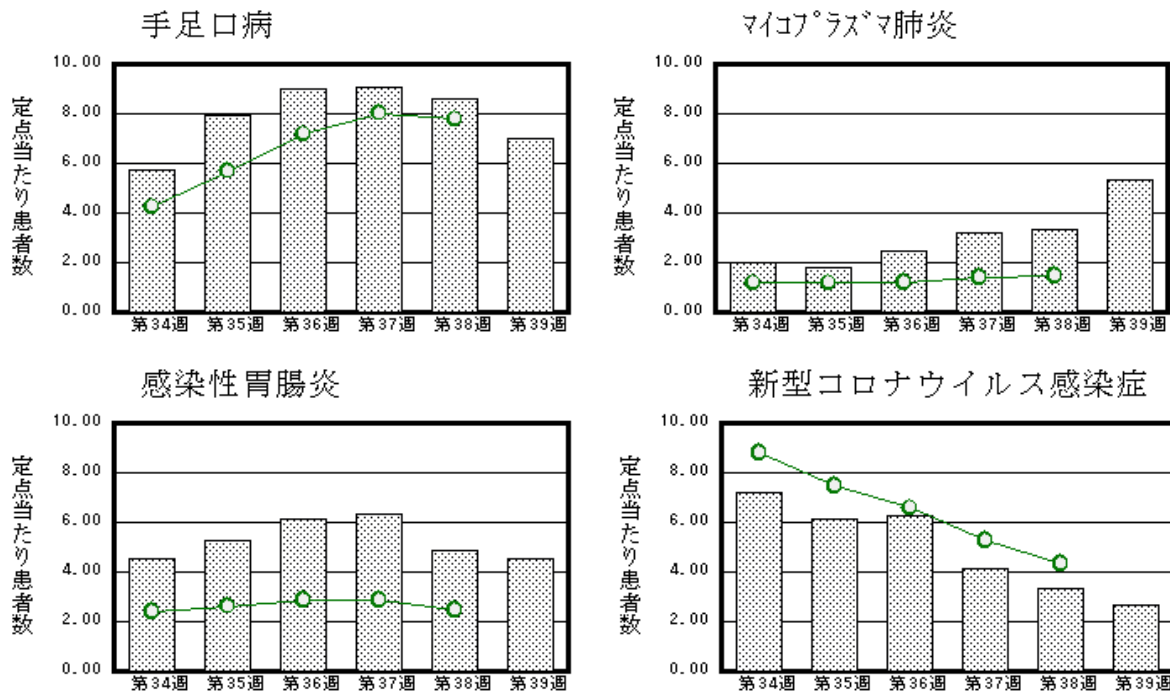 手足口病
定点当たり患者数
10.00
8.00
6.00
4.00
2.00
0.00
第34週 第35週 第36週 第37週 第38週 第39週
ﾏｲｺﾌﾟﾗｽﾞﾏ肺炎
定点当たり患者数
10.00
8.00
6.00
4.00
2.00
0.00
第34週 第35週 第36週 第37週 第38週 第39週
感染性胃腸炎
定点当たり患者数
10.00
8.00
6.00
4.00
2.00
0.00
第34週 第35週 第36週 第37週 第38週 第39週
新型コロナウイルス感染症
定点当たり患者数
10.00
8.00
6.00
4.00
2.00
0.00
第34週 第35週 第36週 第37週 第38週 第39週